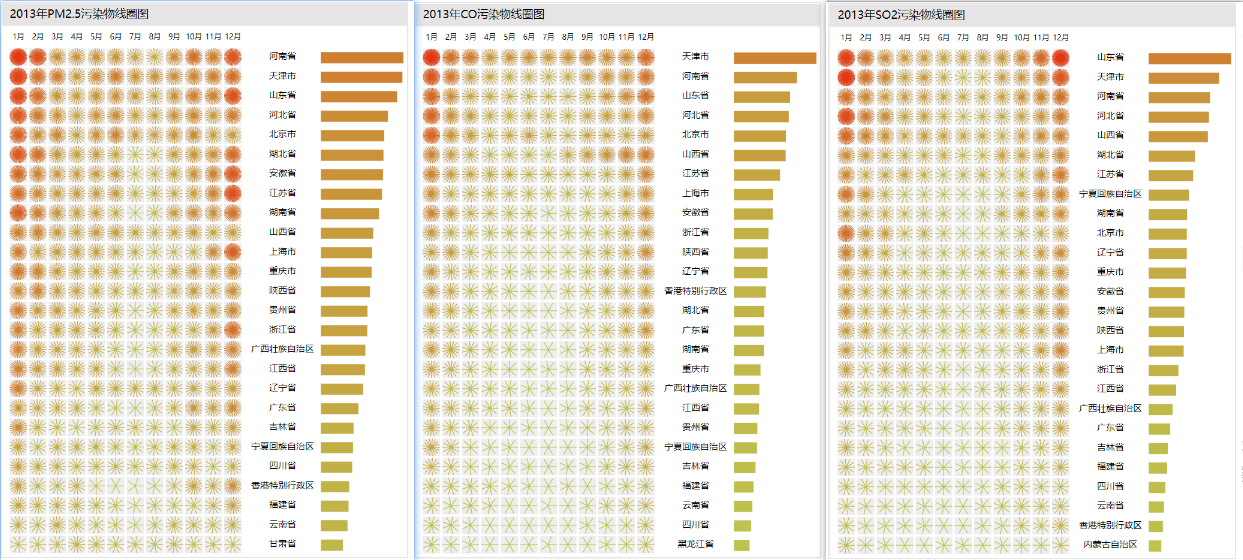 2013年PM2.5污染物线圈图
1月 2月 3月 4月 5月 6月 7月 8月 9月 10月 11月 12月
河南省
天津市
山东省
河北省
北京市
湖北省
安徽省
江苏省
湖南省
山西省
上海市
重庆市
陕西省
贵州省
浙江省
广西壮族自治区
江西省
辽宁省
广东省
吉林省
宁夏回族自治区
四川省
香港特别行政区
福建省
云南省
甘肃省
2013年CO污染物线圈图
1月 2月 3月 4月 5月 6月 7月 8月 9月 10月 11月 12月
天津市
河南省
山东省
河北省
北京市
山西省
江苏省
上海市
安徽省
浙江省
陕西省
辽宁省
香港特别行政区
湖北省
广东省
湖南省
重庆市
广西壮族自治区
江西省
贵州省
宁夏回族自治区
吉林省
福建省
云南省
四川省
黑龙江省
2013年SO2污染物线圈图
1月 2月 3月 4月 5月 6月 7月 8月 9月 10月 11月 12月
山东省
天津市
河南省
河北省
山西省
湖北省
江苏省
宁夏回族自治区
湖南省
北京市
辽宁省
重庆市
安徽省
贵州省
陕西省
上海市
浙江省
江西省
广西壮族自治区
广东省
吉林省
福建省
四川省
云南省
香港特别行政区
内蒙古自治区